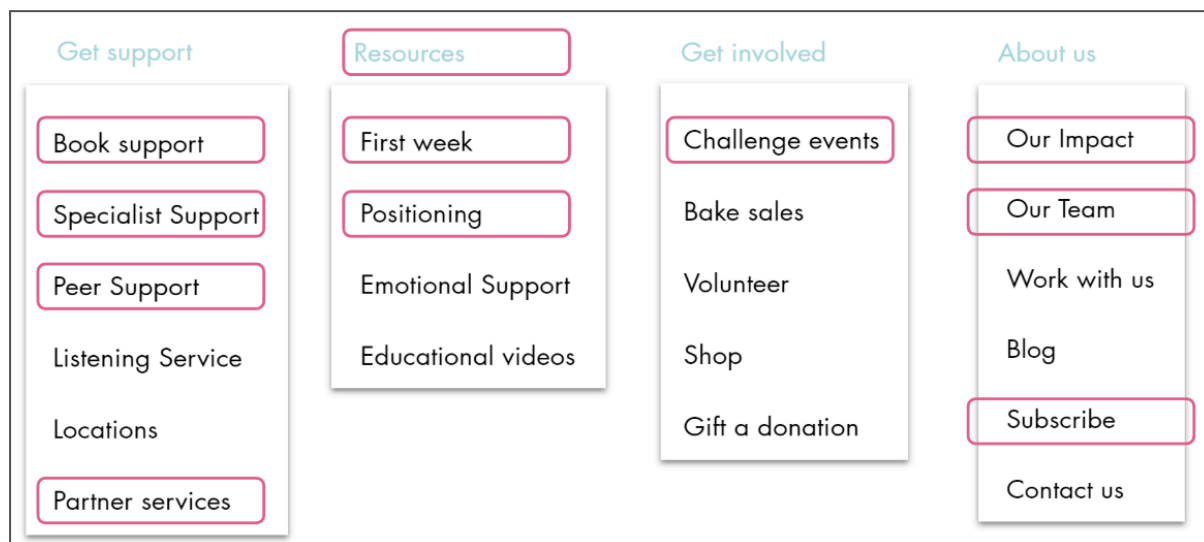 Get support
Book support
Specialist Support
Peer Support
Listening Service
Locations
Partner services
Resources
First week
Positioning
Emotional Support
Educational videos
Get involved
Challenge events
Bake sales
Volunteer
Shop
Gift a donation
About us
Our Impact
Our Team
Work with us
Blog
Subscribe
Contact us